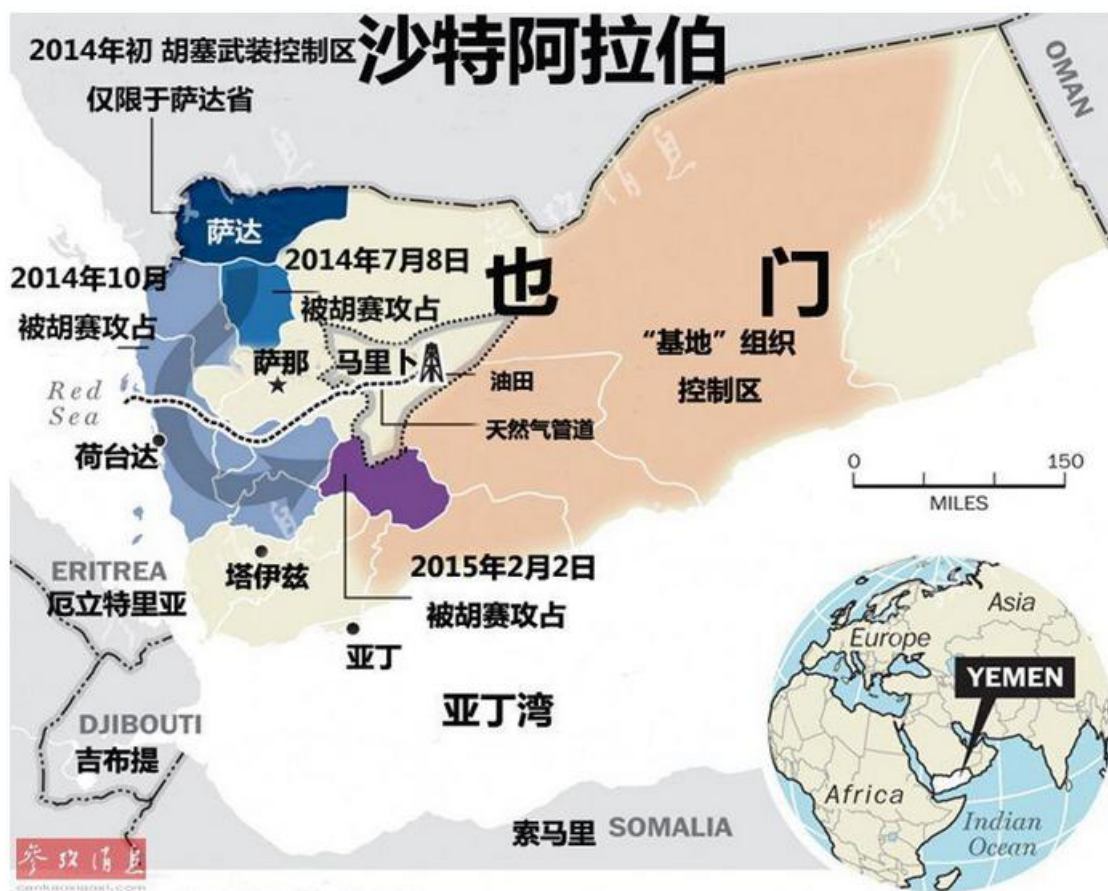 沙特阿拉伯
2014年初 胡塞武装控制区
仅限于萨达省
OMAN
萨达
2014年7月8日
被胡赛攻占
2014年10月
被胡赛攻占
也门
“基地”组织
控制区
萨那
马里卜
油田
天然气管道
Red
Sea
荷台达
0
150
MILES
2015年2月2日
被胡赛攻占
塔伊兹
亚丁
ERITREA
厄立特里亚
亚丁湾
DJIBOUTI
吉布提
索马里 SOMALIA
Asia
Europe
YEMEN
Africa
Indian
Ocean
参考消息
cankaoxiaoxi.com